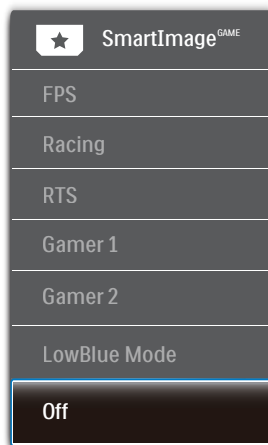 SmartImage GAME
FPS
Racing
RTS
Gamer 1
Gamer 2
LowBlue Mode
Off